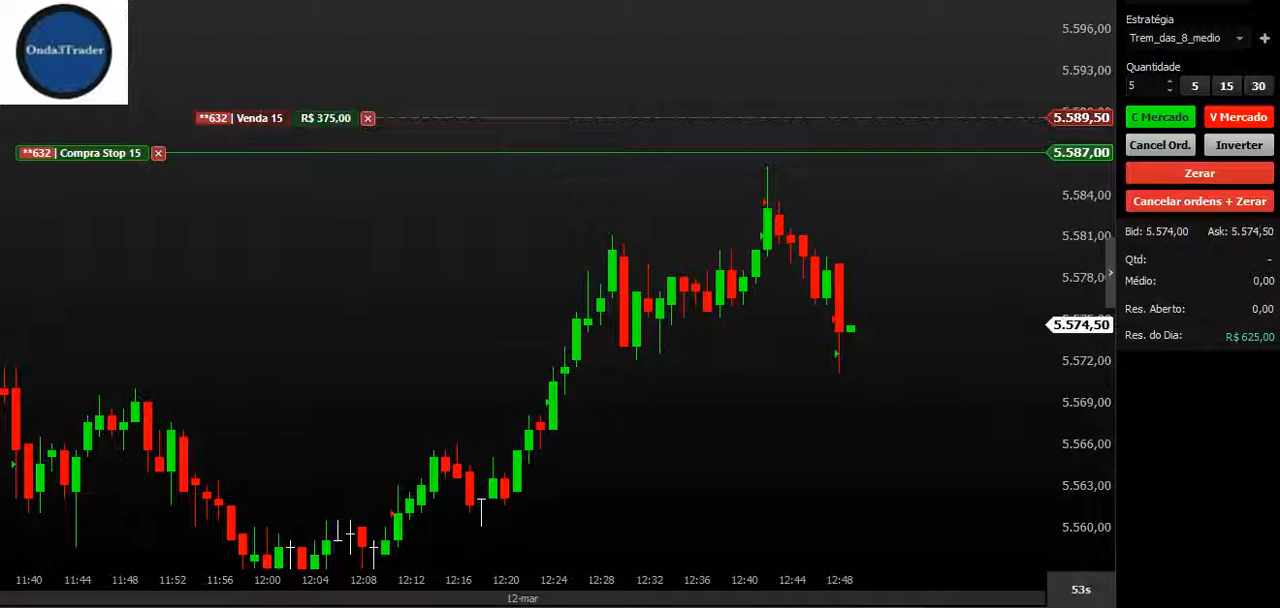 Onda3Trader
**632 | Venda 15 R$ 375,00
**632 | Compra Stop 15
5.596,00
5.593,00
5.589,50
5.587,00
5.584,00
5.581,00
5.578,00
5.574,50
5.572,00
5.569,00
5.566,00
5.563,00
5.560,00
11:40 11:44 11:48 11:52 11:56 12:00 12:04 12:08 12:12 12:16 12:20 12:24 12:28 12:32 12:36 12:40 12:44 12:48
12-mar
53s
Estratégia
Trem_das_8_medio
Quantidade
5 5 15 30
C Mercado V Mercado
Cancel Ord. Inverter
Zerar
Cancelar ordens + Zerar
Bid: 5.574,00 Ask: 5.574,50
Qtd: -
Médio: 0,00
Res. Aberto: 0,00
Res. do Dia: R$ 625,00